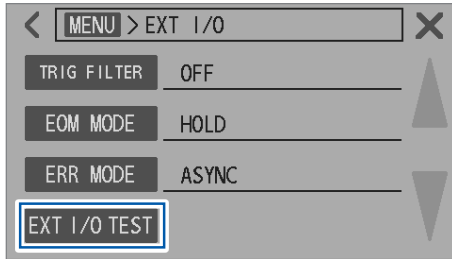 MENU > EXT I/O
TRIG FILTER OFF
EOM MODE HOLD
ERR MODE ASYNC
EXT I/O TEST